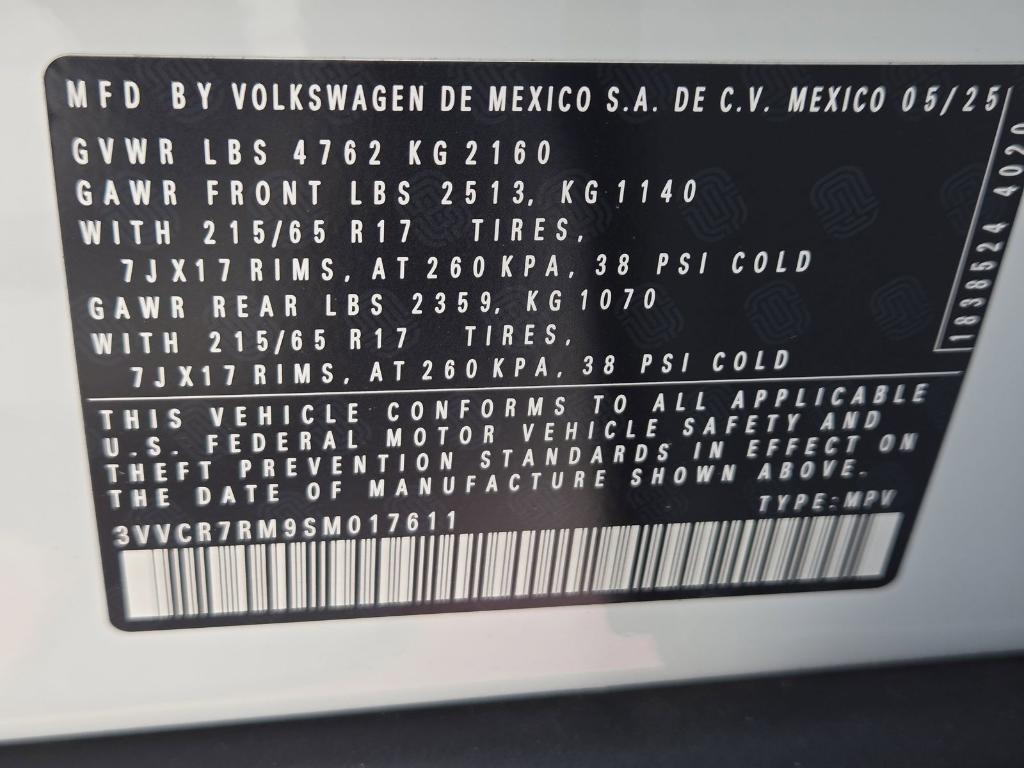 MFD BY VOLKSWAGEN DE MEXICO S.A. DE C.V. MEXICO 05/25
GVWR LBS 4762 KG 2160
GAWR FRONT LBS 2513, KG 1140
WITH 215/65 R17 TIRES,
7JX17 RIMS, AT 260 KPA, 38 PSI COLD
GAWR REAR LBS 2359, KG 1070
WITH 215/65 R17 TIRES,
7JX17 RIMS, AT 260 KPA, 38 PSI COLD
THIS VEHICLE CONFORMS TO ALL APPLICABLE
U.S. FEDERAL MOTOR VEHICLE SAFETY AND
THEFT PREVENTION STANDARDS IN EFFECT ON
THE DATE OF MANUFACTURE SHOWN ABOVE.
TYPE:MPV
3VVCR7RM9SM017611
1838524 4020